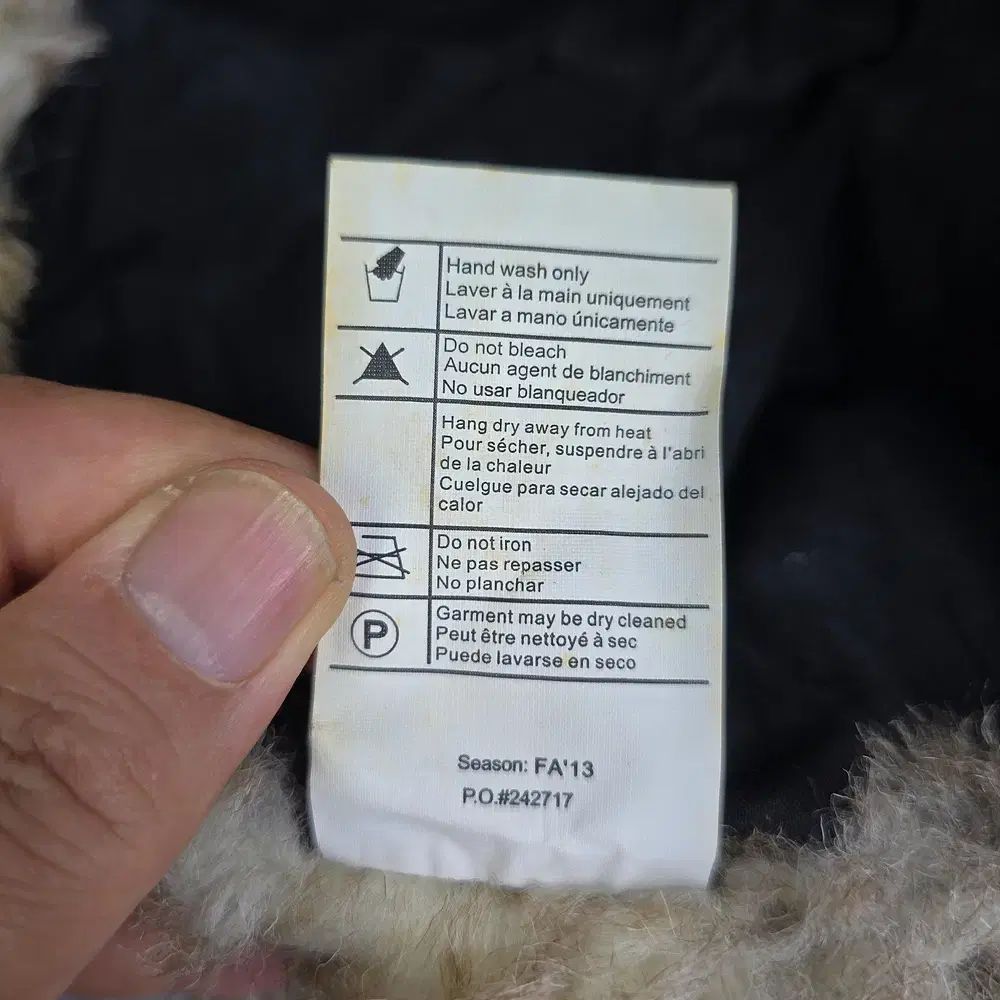 Hand wash only
Laver à la main uniquement
Lavar a mano únicamente
Do not bleach
Aucun agent de blanchiment
No usar blanqueador
Hang dry away from heat
Pour sécher, suspendre à l'abri
de la chaleur
Cuelgue para secar alejado del
calor
Do not iron
Ne pas repasser
No planchar
P
Garment may be dry cleaned
Peut être nettoyé à sec
Puede lavarse en seco
Season: FA'13
P.O.#242717